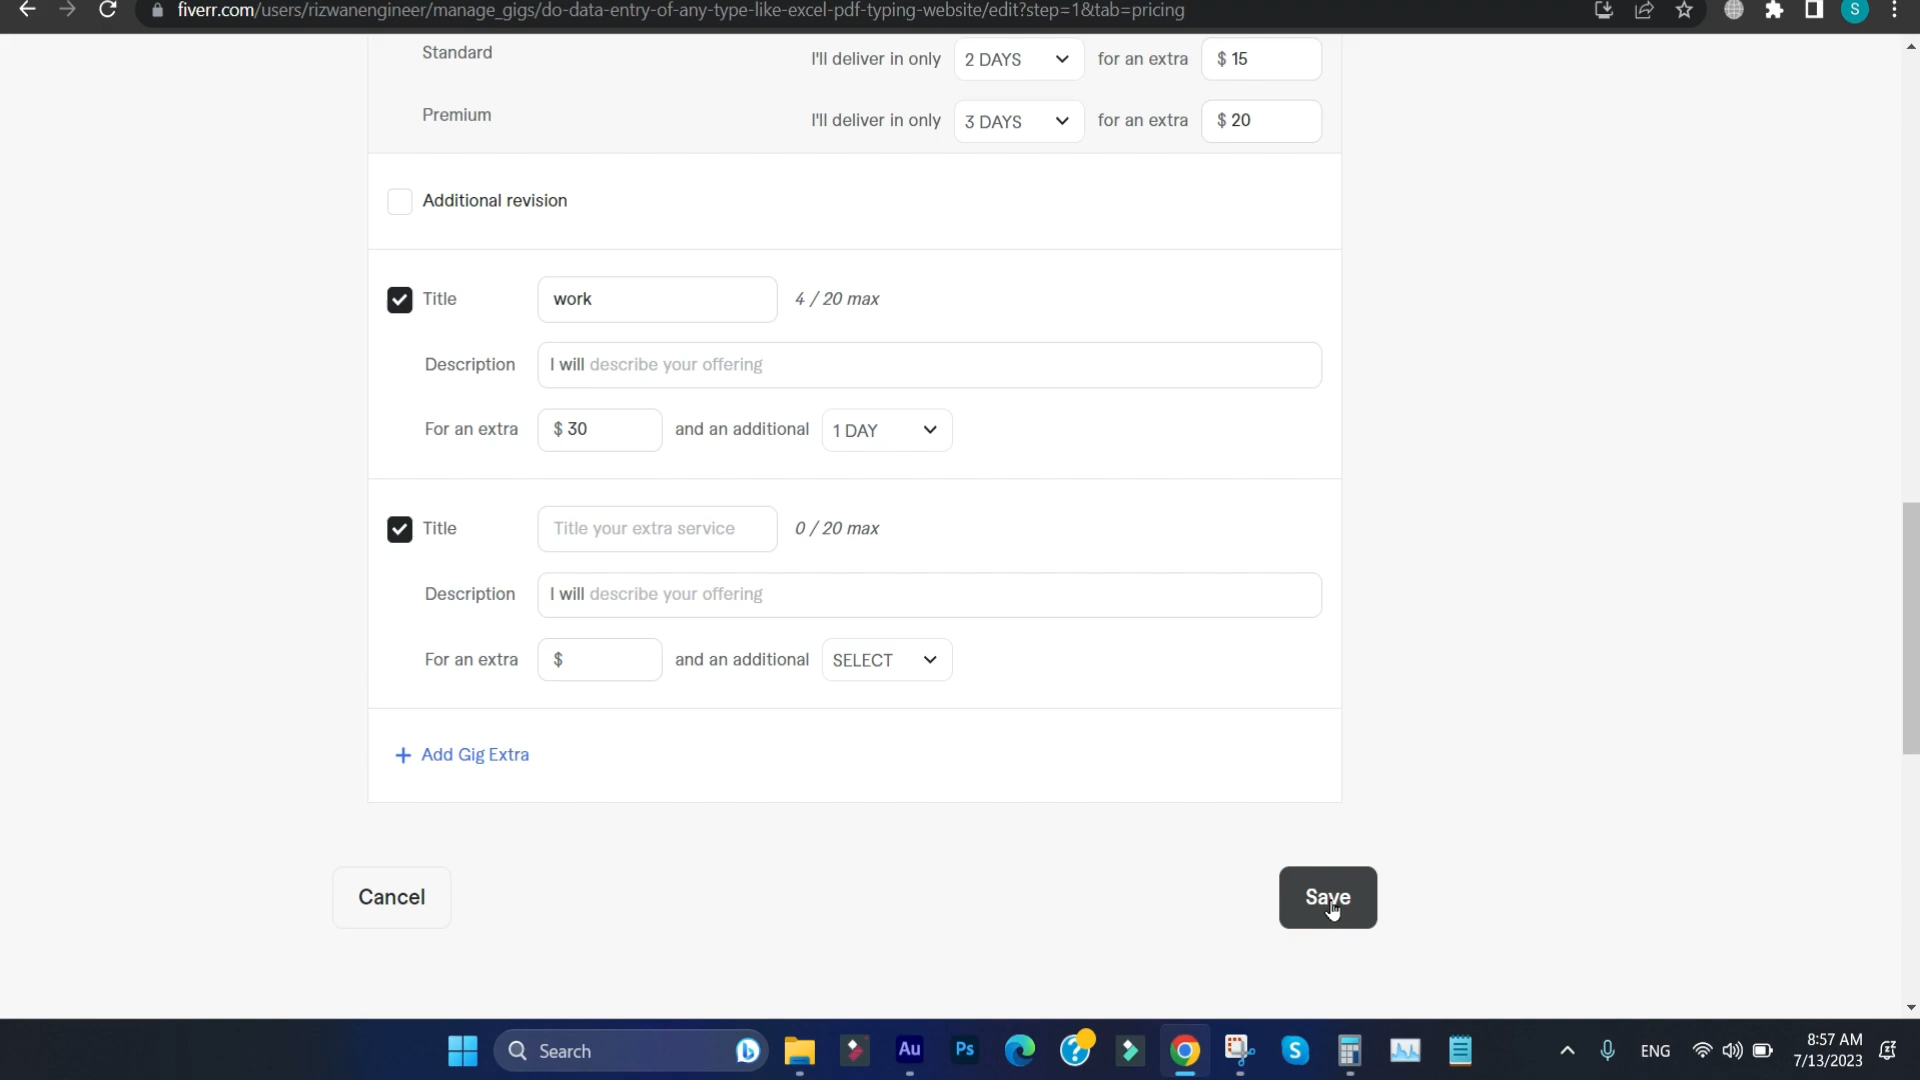 fiverr.com/users/rizwanengineer/manage_gigs/do-data-entry-of-any-type-like-excel-pdf-typing-website/edit?step=1&tab=pricing
S
Standard I'll deliver in only 2 DAYS for an extra $ 15
Premium I'll deliver in only 3 DAYS for an extra $ 20
Additional revision
Title work 4 / 20 max
Description I will describe your offering
For an extra $ 30 and an additional 1 DAY
Title Title your extra service 0 / 20 max
Description I will describe your offering
For an extra $ and an additional SELECT
+ Add Gig Extra
Cancel Save
Search Au Ps ? S ENG 8:57 AM
7/13/2023